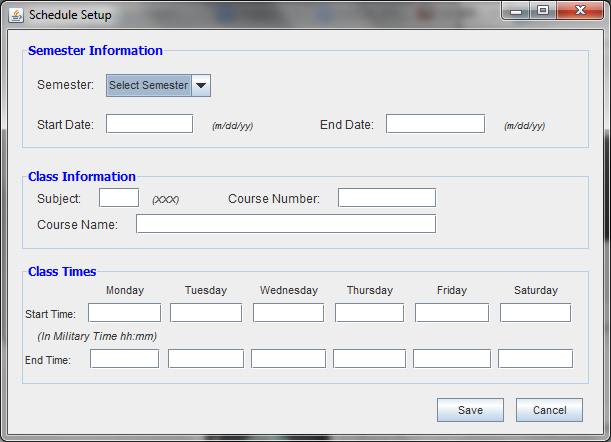 Schedule Setup
Semester Information
Semester: Select Semester
Start Date: (m/dd/yy) End Date: (m/dd/yy)
Class Information
Subject: (XXX) Course Number:
Course Name:
Class Times
Monday Tuesday Wednesday Thursday Friday Saturday
Start Time:
(In Military Time hh:mm)
End Time:
Save Cancel